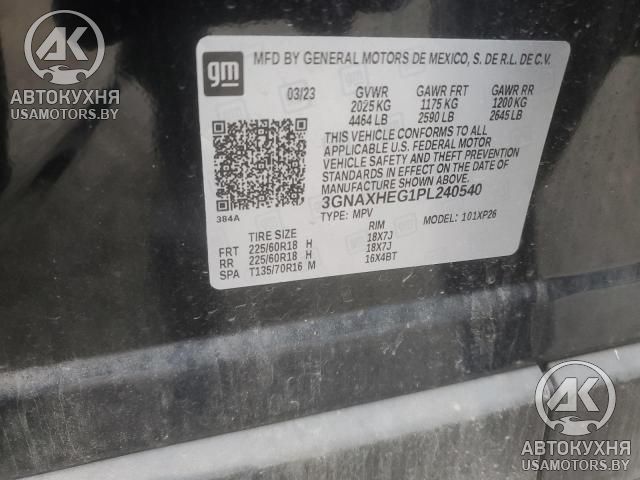 gm MFD BY GENERAL MOTORS DE MEXICO, S. DE R.L. DE C.V.
03/23 GVWR GAWR FRT GAWR RR
2025 KG 1175 KG 1200 KG
4464 LB 2590 LB 2645 LB
THIS VEHICLE CONFORMS TO ALL
APPLICABLE U.S. FEDERAL MOTOR
VEHICLE SAFETY AND THEFT PREVENTION
STANDARDS IN EFFECT ON THE DATE OF
MANUFACTURE SHOWN ABOVE.
3GNAXHEG1PL240540
384A TYPE: MPV MODEL: 101XP26
TIRE SIZE RIM
FRT 225/60R18 H 18X7J
RR 225/60R18 H 18X7J
SPA T135/70R16 M 16X4BT
АК
АВТОКУХНЯ
USAMOTORS.BY
АК
АВТОКУХНЯ
USAMOTORS.BY